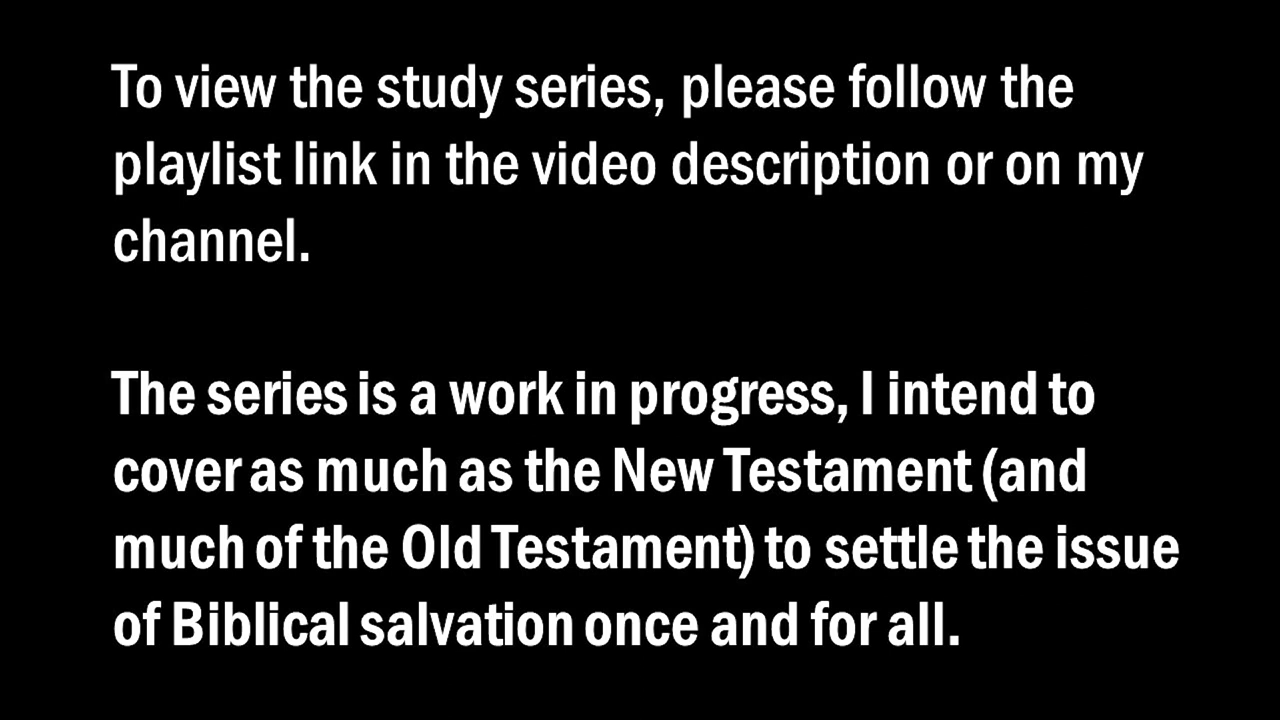 To view the study series, please follow the
playlist link in the video description or on my
channel.
The series is a work in progress, I intend to
cover as much as the New Testament (and
much of the Old Testament) to settle the issue
of Biblical salvation once and for all.